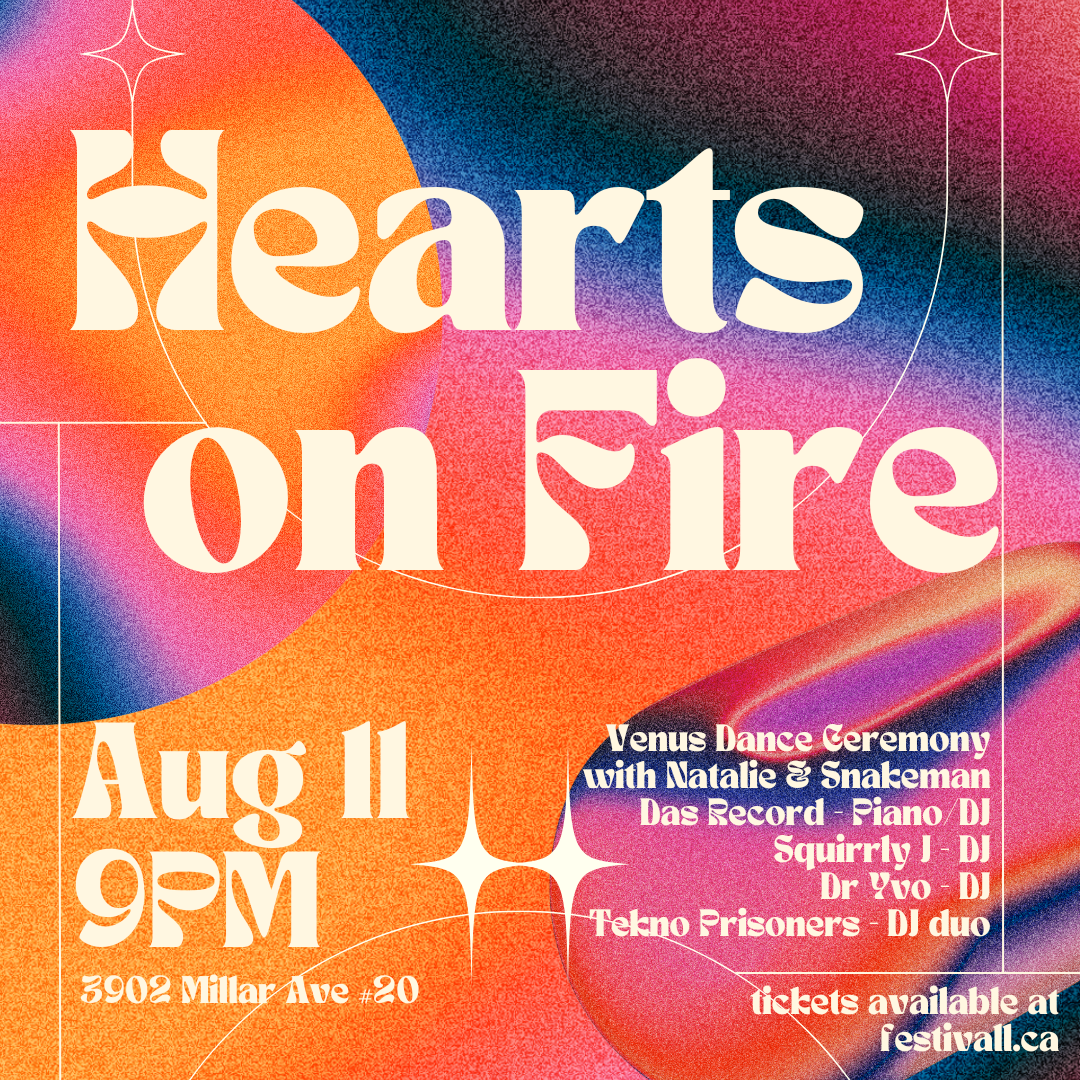 Hearts
on Fire
Aug 11
9PM
3902 Millar Ave #20
Venus Dance Ceremony
with Natalie & Snakeman
Das Record - Piano/DJ
Squirrly J - DJ
Dr Yvo - DJ
Tekno Prisoners - DJ duo
tickets available at
festivall.ca